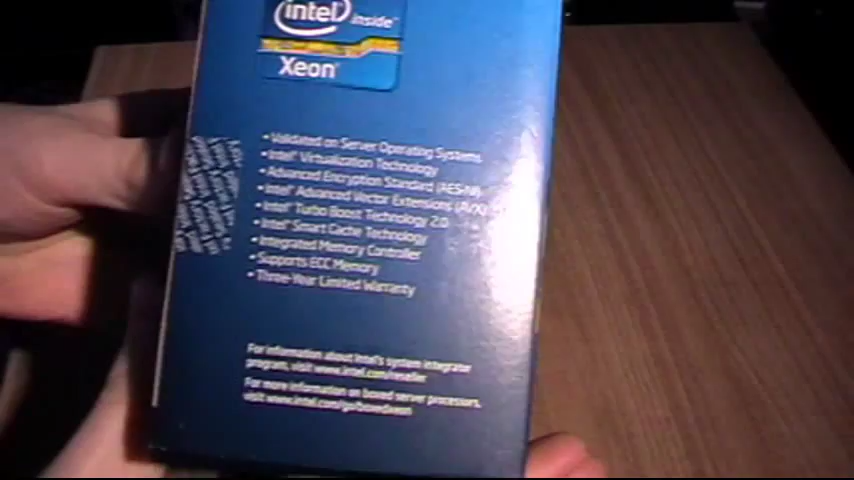 intel inside™
Xeon®
• Validated on Server Operating Systems
• Intel® Virtualization Technology
• Advanced Encryption Standard (AES-NI)
• Intel® Advanced Vector Extensions (AVX)
• Intel® Turbo Boost Technology 2.0
• Intel® Smart Cache Technology
• Integrated Memory Controller
• Supports ECC Memory
• Three-Year Limited Warranty
For information about Intel's system integrator
program, visit www.intel.com/reseller
For more information on boxed server processors,
visit www.intel.com/go/boxedxeon